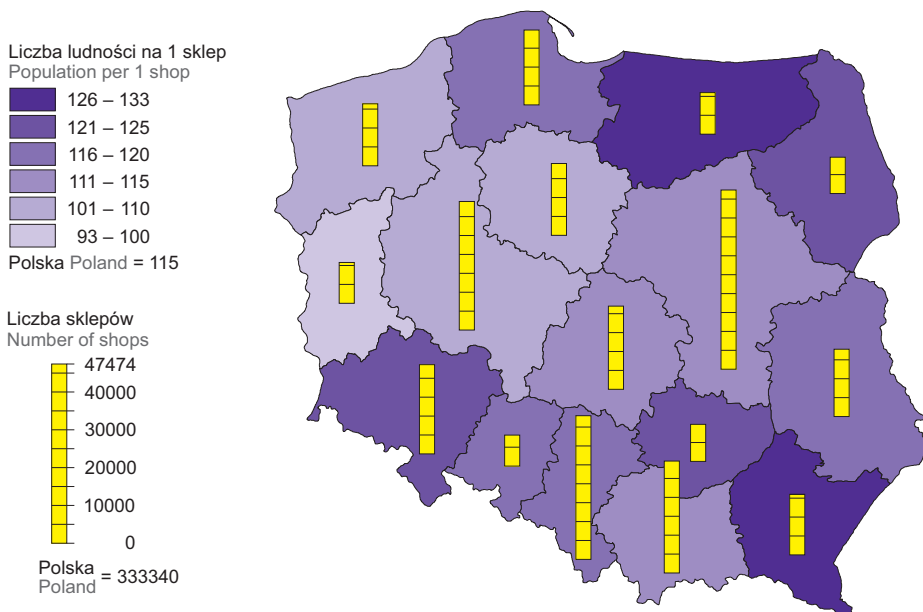 Liczba ludności na 1 sklep
Population per 1 shop
126 – 133
121 – 125
116 – 120
111 – 115
101 – 110
93 – 100
Polska Poland = 115
Liczba sklepów
Number of shops
47474
40000
30000
20000
10000
0
Polska
Poland = 333340